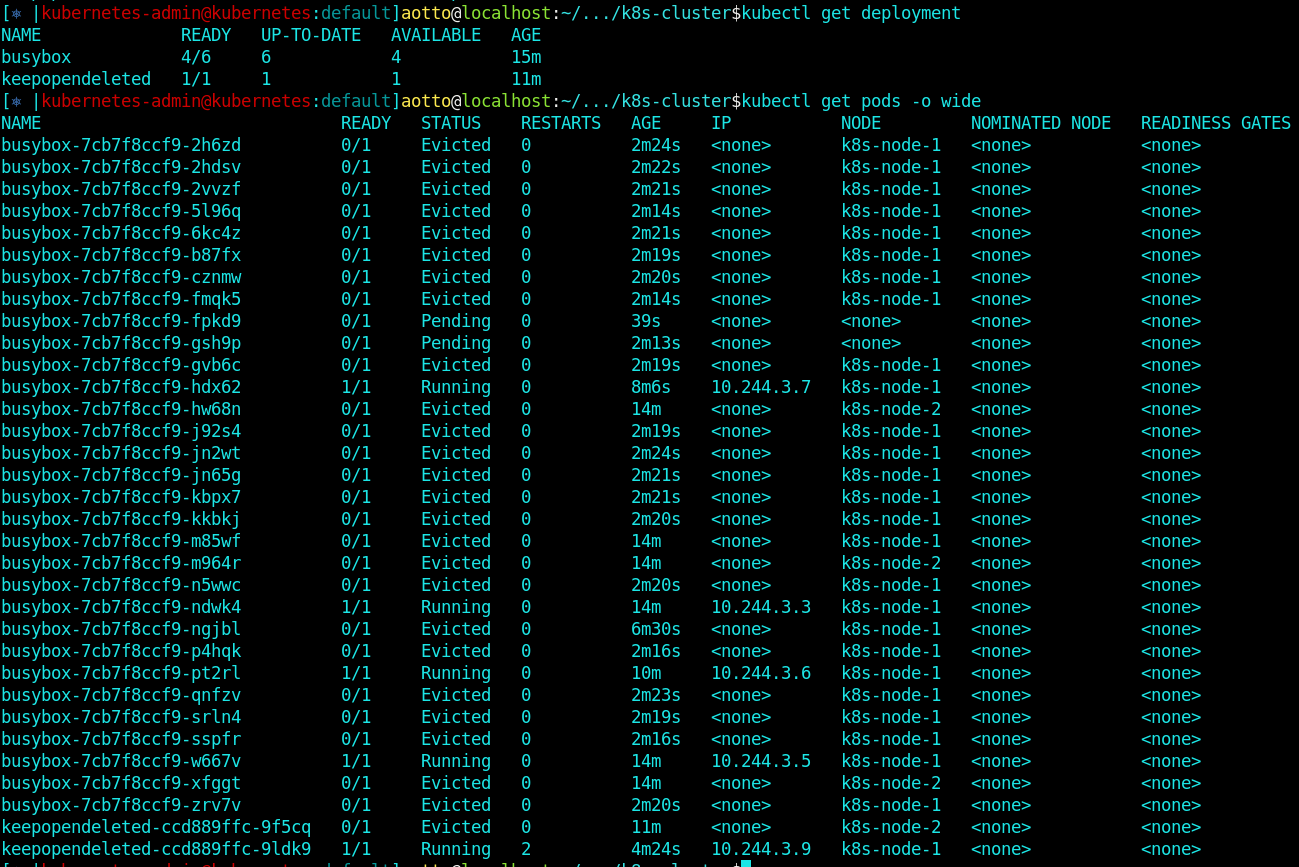 [⎈ |kubernetes-admin@kubernetes:default]aotto@localhost:~/.../k8s-cluster$kubectl get deployment
NAME              READY   UP-TO-DATE   AVAILABLE   AGE
busybox           4/6     6            4           15m
keepopendeleted   1/1     1            1           11m
[⎈ |kubernetes-admin@kubernetes:default]aotto@localhost:~/.../k8s-cluster$kubectl get pods -o wide
NAME                              READY   STATUS    RESTARTS   AGE     IP           NODE         NOMINATED NODE   READINESS GATES
busybox-7cb7f8ccf9-2h6zd          0/1     Evicted   0          2m24s   <none>       k8s-node-1   <none>           <none>
busybox-7cb7f8ccf9-2hdsv          0/1     Evicted   0          2m22s   <none>       k8s-node-1   <none>           <none>
busybox-7cb7f8ccf9-2vvzf          0/1     Evicted   0          2m21s   <none>       k8s-node-1   <none>           <none>
busybox-7cb7f8ccf9-5l96q          0/1     Evicted   0          2m14s   <none>       k8s-node-1   <none>           <none>
busybox-7cb7f8ccf9-6kc4z          0/1     Evicted   0          2m21s   <none>       k8s-node-1   <none>           <none>
busybox-7cb7f8ccf9-b87fx          0/1     Evicted   0          2m19s   <none>       k8s-node-1   <none>           <none>
busybox-7cb7f8ccf9-cznmw          0/1     Evicted   0          2m20s   <none>       k8s-node-1   <none>           <none>
busybox-7cb7f8ccf9-fmqk5          0/1     Evicted   0          2m14s   <none>       k8s-node-1   <none>           <none>
busybox-7cb7f8ccf9-fpkd9          0/1     Pending   0          39s     <none>       <none>       <none>           <none>
busybox-7cb7f8ccf9-gsh9p          0/1     Pending   0          2m13s   <none>       <none>       <none>           <none>
busybox-7cb7f8ccf9-gvb6c          0/1     Evicted   0          2m19s   <none>       k8s-node-1   <none>           <none>
busybox-7cb7f8ccf9-hdx62          1/1     Running   0          8m6s    10.244.3.7   k8s-node-1   <none>           <none>
busybox-7cb7f8ccf9-hw68n          0/1     Evicted   0          14m     <none>       k8s-node-2   <none>           <none>
busybox-7cb7f8ccf9-j92s4          0/1     Evicted   0          2m19s   <none>       k8s-node-1   <none>           <none>
busybox-7cb7f8ccf9-jn2wt          0/1     Evicted   0          2m24s   <none>       k8s-node-1   <none>           <none>
busybox-7cb7f8ccf9-jn65g          0/1     Evicted   0          2m21s   <none>       k8s-node-1   <none>           <none>
busybox-7cb7f8ccf9-kbpx7          0/1     Evicted   0          2m21s   <none>       k8s-node-1   <none>           <none>
busybox-7cb7f8ccf9-kkbkj          0/1     Evicted   0          2m20s   <none>       k8s-node-1   <none>           <none>
busybox-7cb7f8ccf9-m85wf          0/1     Evicted   0          14m     <none>       k8s-node-1   <none>           <none>
busybox-7cb7f8ccf9-m964r          0/1     Evicted   0          14m     <none>       k8s-node-2   <none>           <none>
busybox-7cb7f8ccf9-n5wwc          0/1     Evicted   0          2m20s   <none>       k8s-node-1   <none>           <none>
busybox-7cb7f8ccf9-ndwk4          1/1     Running   0          14m     10.244.3.3   k8s-node-1   <none>           <none>
busybox-7cb7f8ccf9-ngjbl          0/1     Evicted   0          6m30s   <none>       k8s-node-1   <none>           <none>
busybox-7cb7f8ccf9-p4hqk          0/1     Evicted   0          2m16s   <none>       k8s-node-1   <none>           <none>
busybox-7cb7f8ccf9-pt2rl          1/1     Running   0          10m     10.244.3.6   k8s-node-1   <none>           <none>
busybox-7cb7f8ccf9-qnfzv          0/1     Evicted   0          2m23s   <none>       k8s-node-1   <none>           <none>
busybox-7cb7f8ccf9-srln4          0/1     Evicted   0          2m19s   <none>       k8s-node-1   <none>           <none>
busybox-7cb7f8ccf9-sspfr          0/1     Evicted   0          2m16s   <none>       k8s-node-1   <none>           <none>
busybox-7cb7f8ccf9-w667v          1/1     Running   0          14m     10.244.3.5   k8s-node-1   <none>           <none>
busybox-7cb7f8ccf9-xfggt          0/1     Evicted   0          14m     <none>       k8s-node-2   <none>           <none>
busybox-7cb7f8ccf9-zrv7v          0/1     Evicted   0          2m20s   <none>       k8s-node-1   <none>           <none>
keepopendeleted-ccd889ffc-9f5cq   0/1     Evicted   0          11m     <none>       k8s-node-2   <none>           <none>
keepopendeleted-ccd889ffc-9ldk9   1/1     Running   2          4m24s   10.244.3.9   k8s-node-1   <none>           <none>